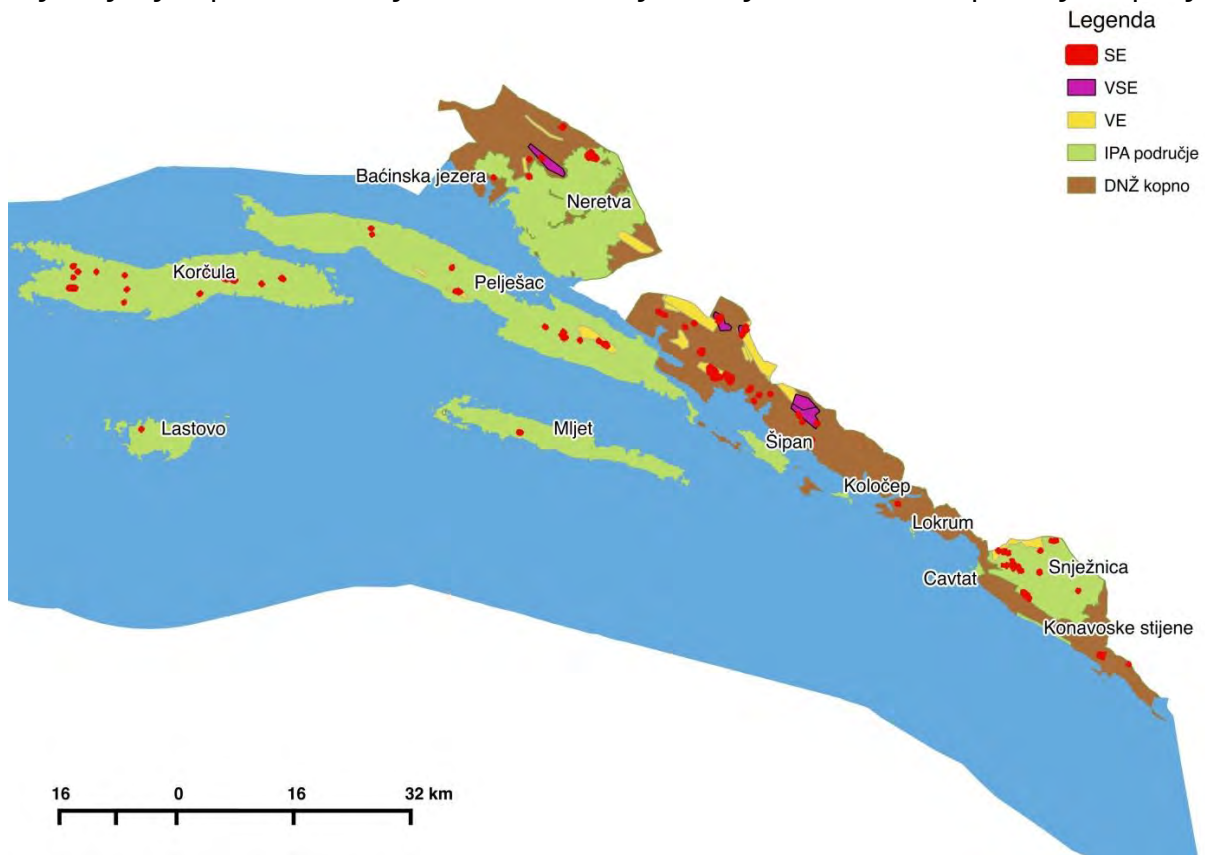 Legenda
SE
VSE
VE
IPA područje
DNŽ kopno
Baćinska jezera
Neretva
Korčula
Pelješac
Lastovo
Mljet
Šipan
Koločep
Lokrum
Cavtat
Snježnica
Konavoske stijene
16 0 16 32 km